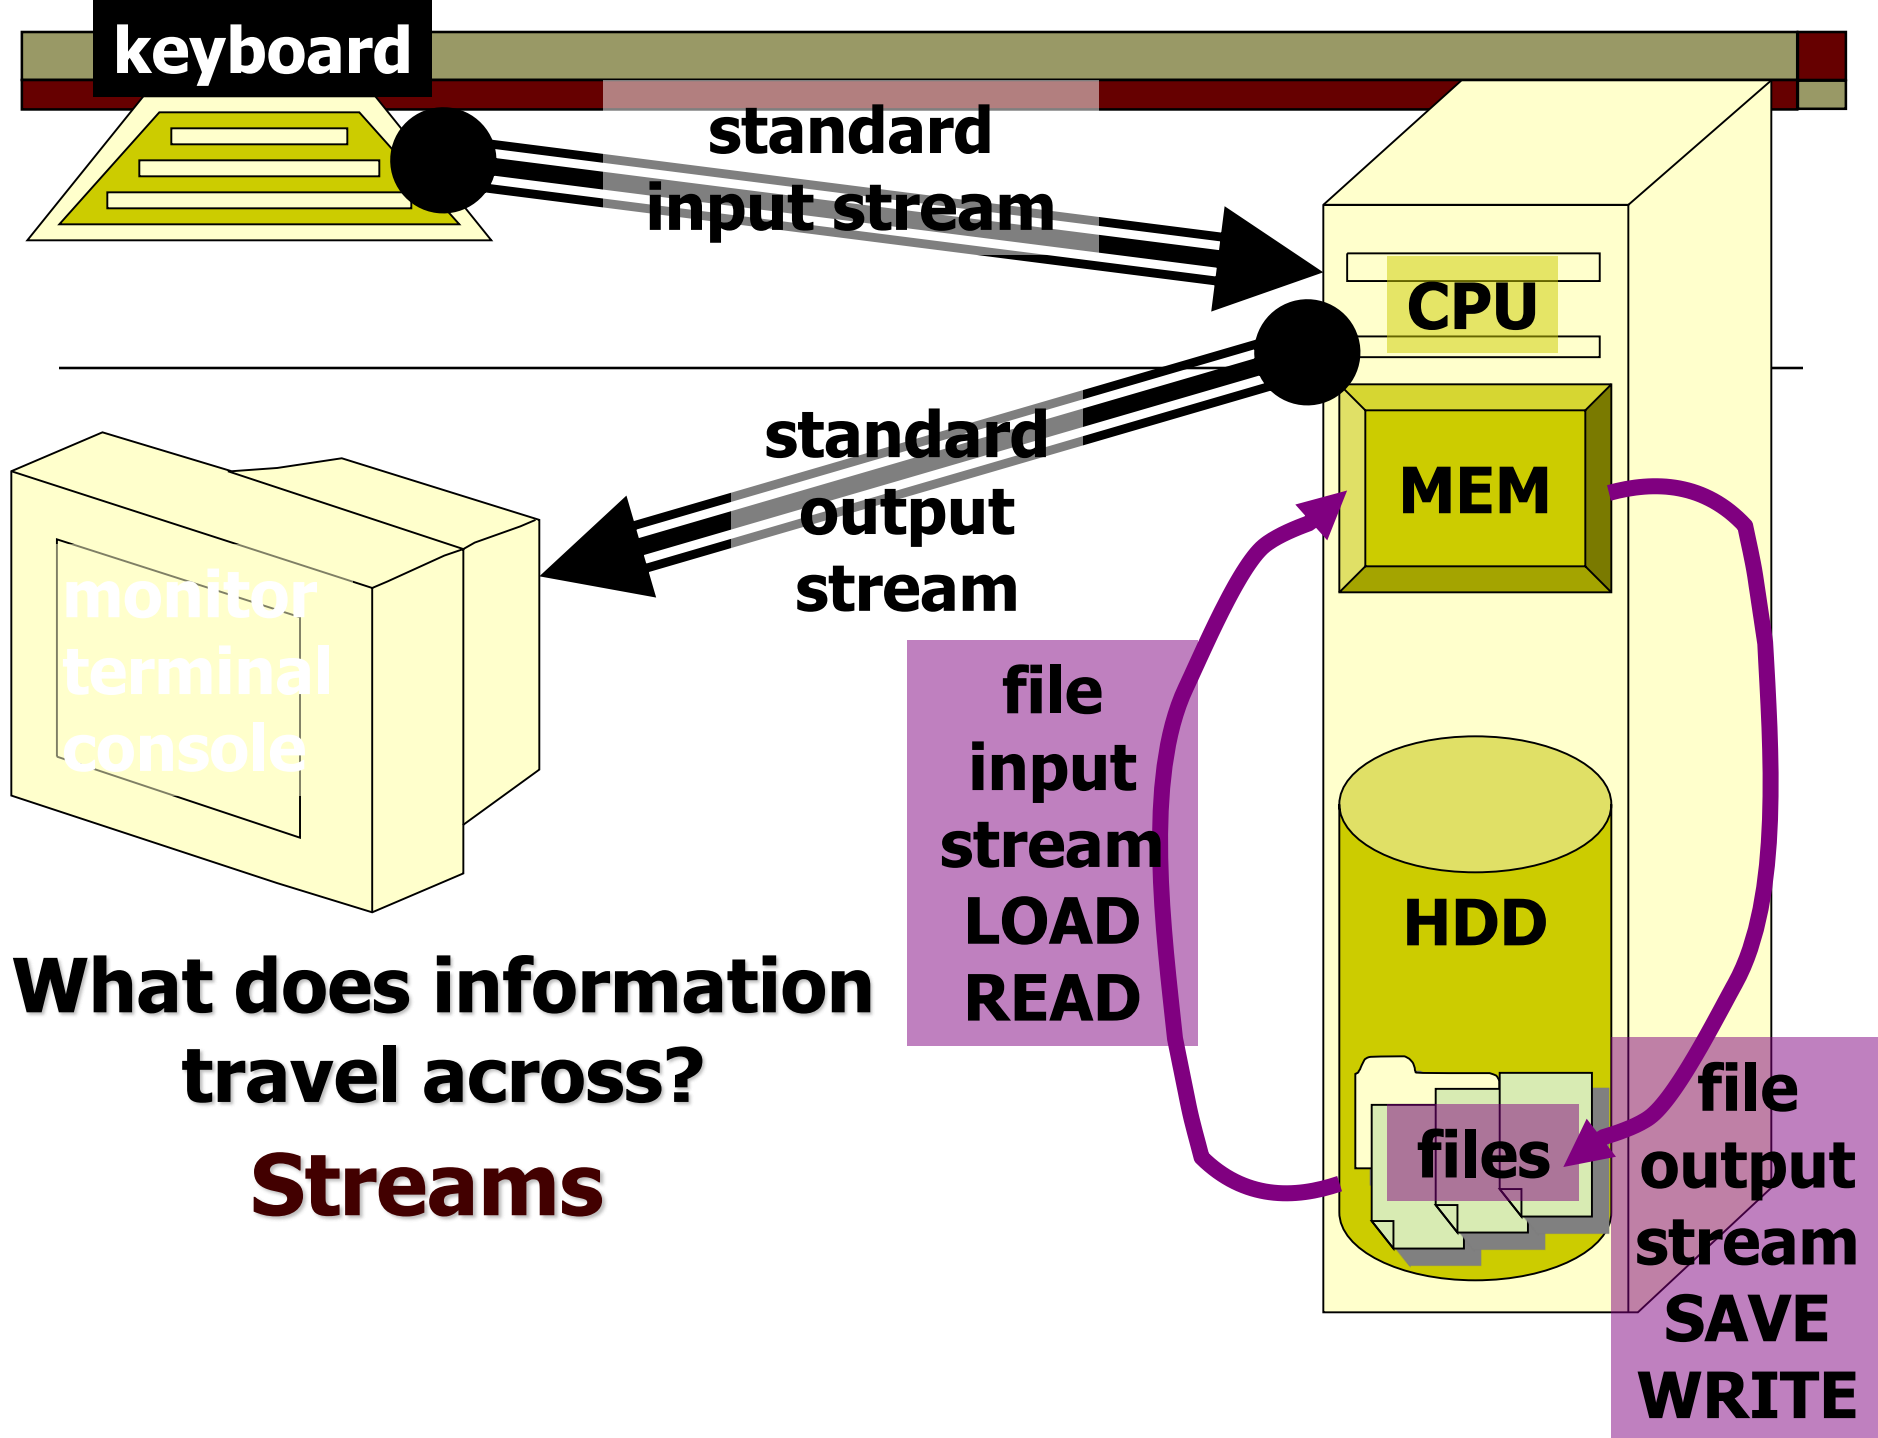 keyboard
standard
input stream
CPU
standard
output
stream
MEM
monitor
terminal
console
file
input
stream
LOAD
READ
HDD
What does information
travel across?
Streams
files
file
output
stream
SAVE
WRITE